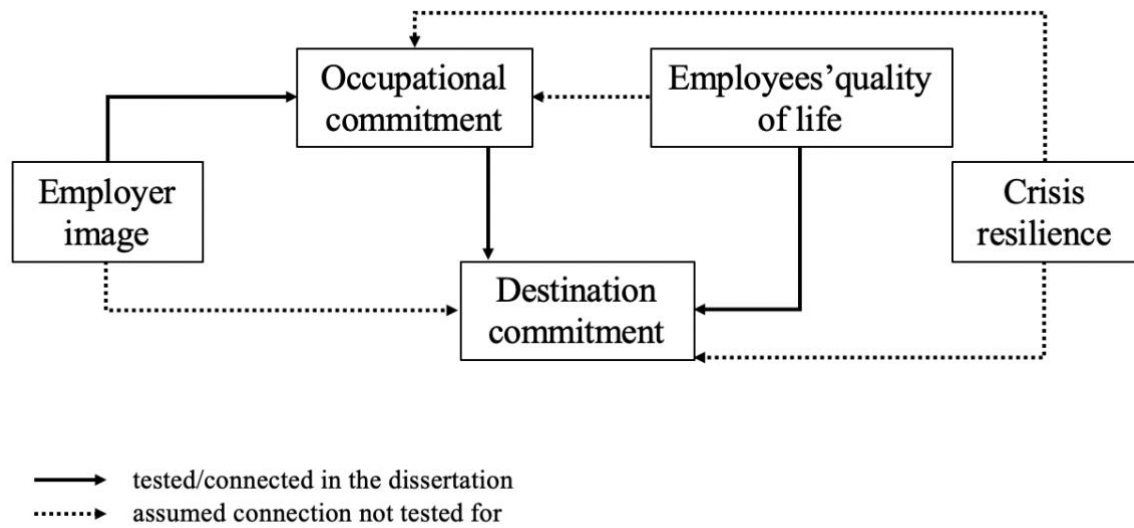 Occupational
commitment
Employees’quality
of life
Employer
image
Crisis
resilience
Destination
commitment
tested/connected in the dissertation
assumed connection not tested for